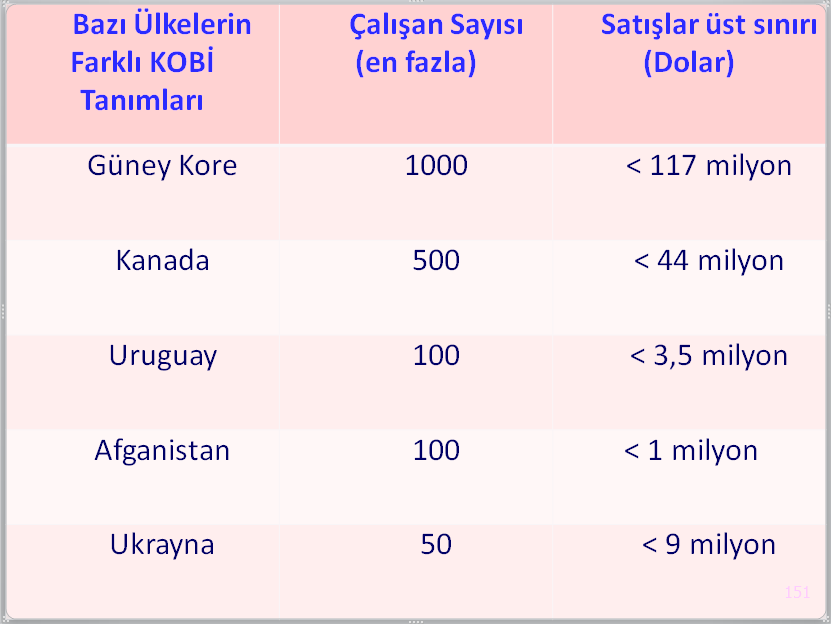 Bazı Ülkelerin Farklı KOBİ Tanımları
Çalışan Sayısı (en fazla)
Satışlar üst sınırı (Dolar)
Güney Kore 1000 < 117 milyon
Kanada 500 < 44 milyon
Uruguay 100 < 3,5 milyon
Afganistan 100 < 1 milyon
Ukrayna 50 < 9 milyon
151